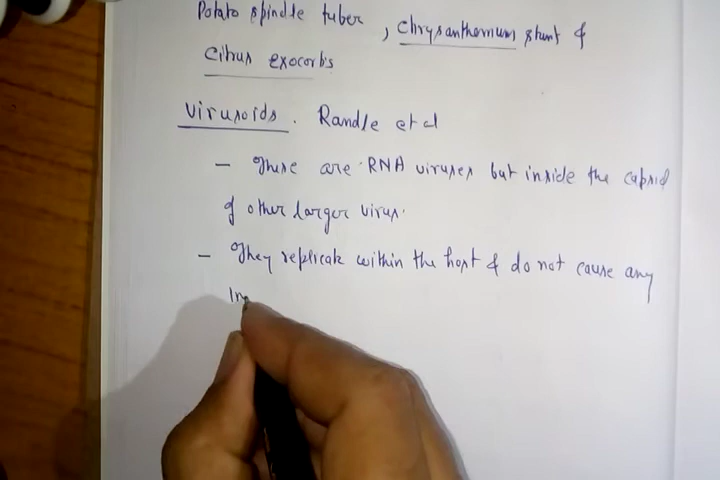 Potato spindle tuber , Chrysanthemum stunt &
Citrus exocortis
Virusoids . Randle et al
- These are RNA viruses but inside the capsid
of other larger virus.
- They replicate within the host & do not cause any
in